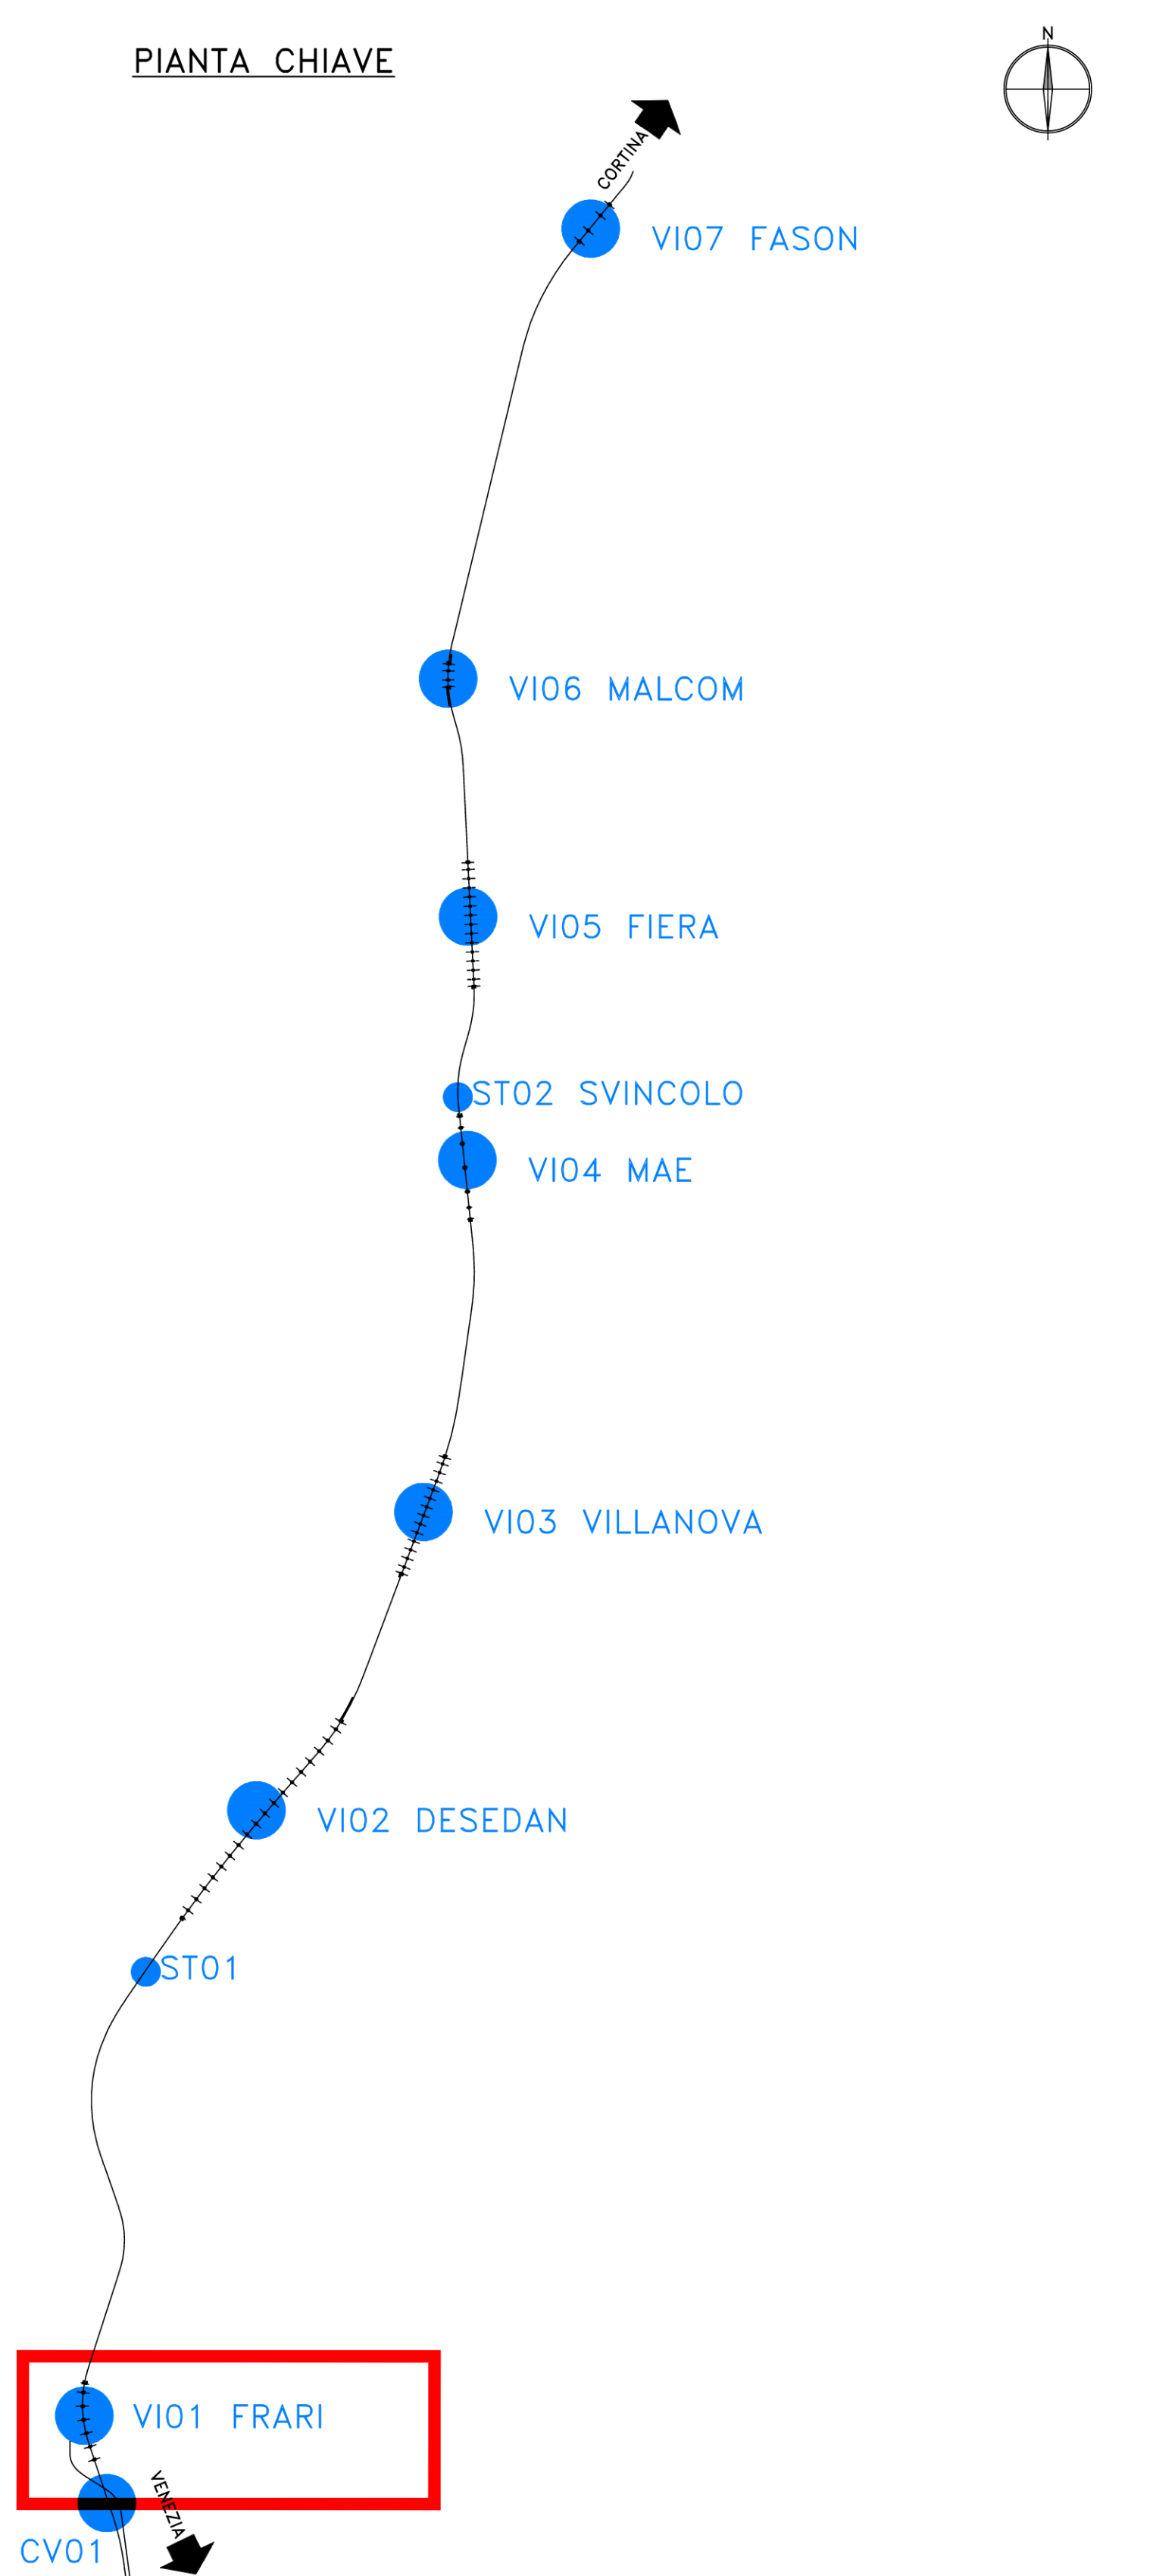 N
PIANTA CHIAVE
CORTINA
VI07 FASON
VI06 MALCOM
VI05 FIERA
ST02 SVINCOLO
VI04 MAE
VI03 VILLANOVA
VI02 DESEDAN
ST01
VI01 FRARI
VENEZIA
CV01